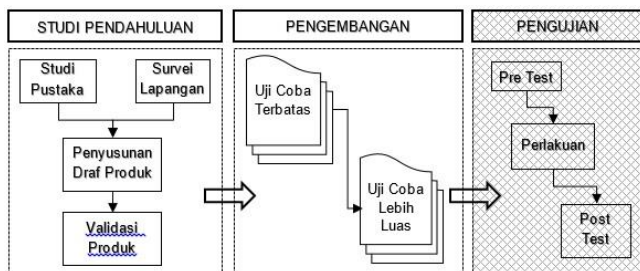 STUDI PENDAHULUAN
Studi
Pustaka
Survei
Lapangan
Penyusunan
Draf Produk
Validasi
Produk
PENGEMBANGAN
Uji Coba
Terbatas
Uji Coba
Lebih
Luas
PENGUJIAN
Pre Test
Perlakuan
Post
Test